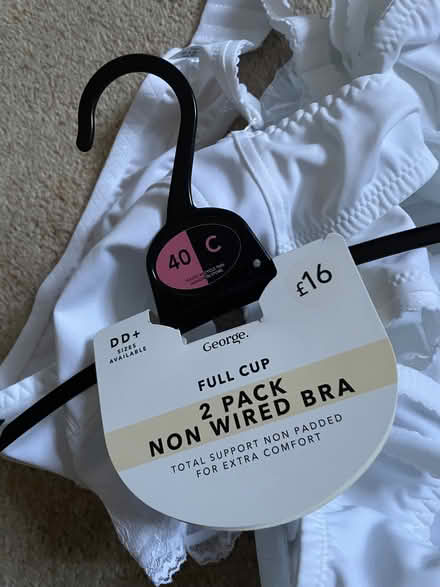 40 C
£16
DD+
SIZES
AVAILABLE
George.
FULL CUP
2 PACK
NON WIRED BRA
TOTAL SUPPORT NON PADDED
FOR EXTRA COMFORT